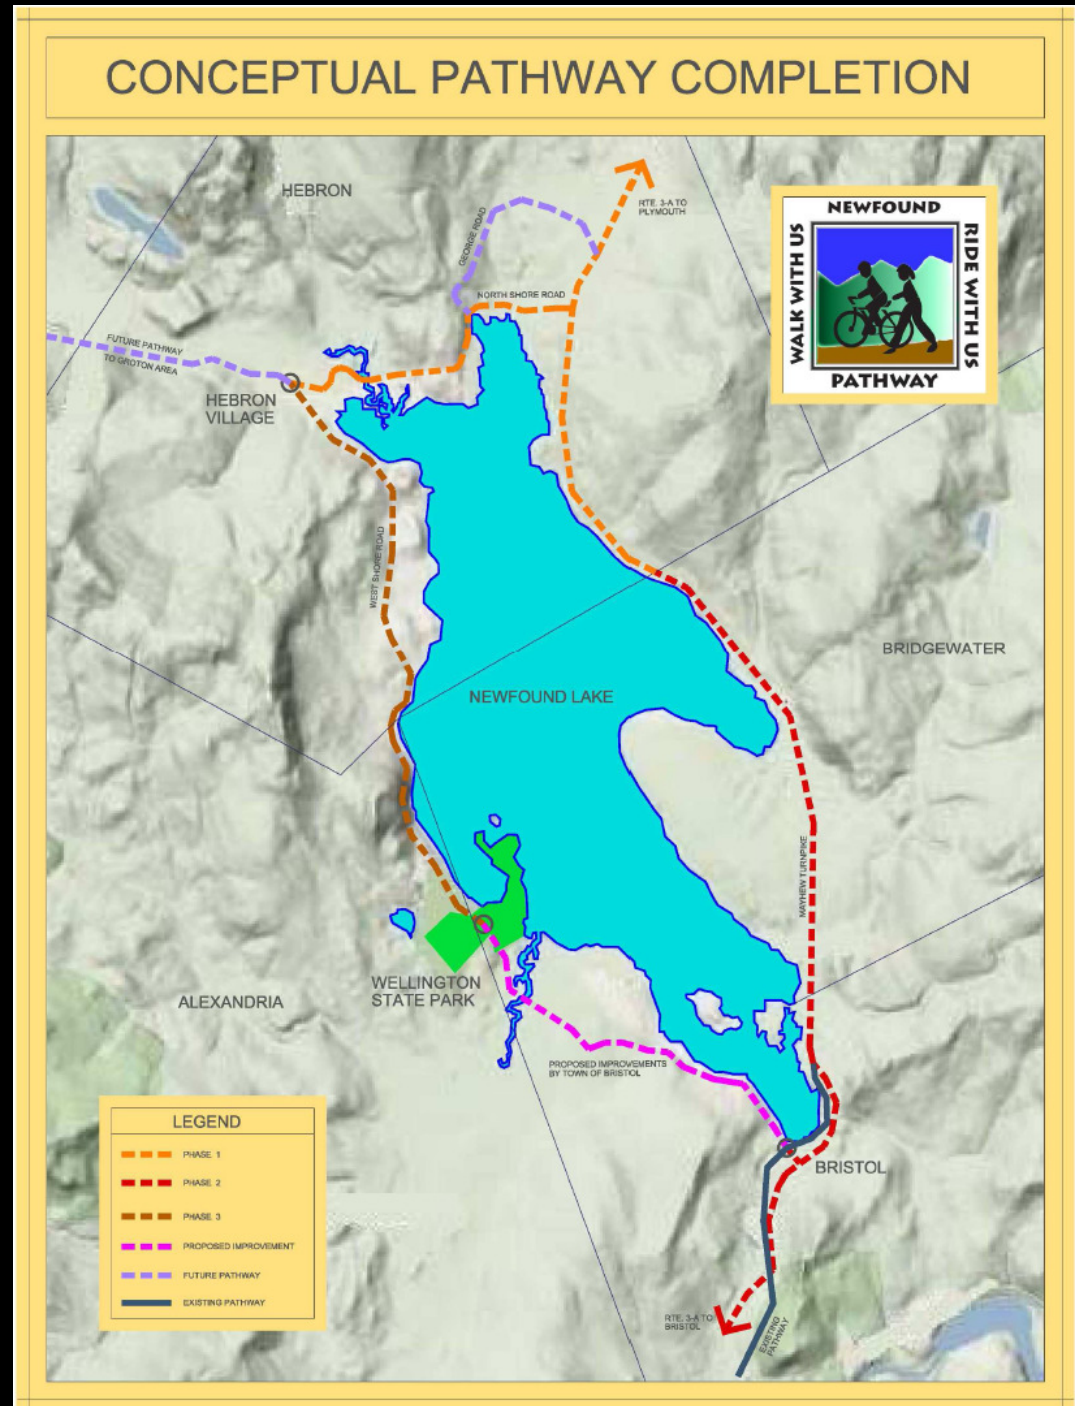 CONCEPTUAL PATHWAY COMPLETION
HEBRON
RTE. 3-A TO
PLYMOUTH
NEWFOUND
WALK WITH US
RIDE WITH US
PATHWAY
GEORGE ROAD
NORTH SHORE ROAD
FUTURE PATHWAY
TO GROTON AREA
HEBRON
VILLAGE
WEST SHORE ROAD
BRIDGEWATER
NEWFOUND LAKE
MAYHEW TURNPIKE
WELLINGTON
STATE PARK
ALEXANDRIA
PROPOSED IMPROVEMENTS
BY TOWN OF BRISTOL
BRISTOL
RTE. 3-A TO
BRISTOL
EXISTING
PATHWAY
LEGEND
PHASE 1
PHASE 2
PHASE 3
PROPOSED IMPROVEMENT
FUTURE PATHWAY
EXISTING PATHWAY